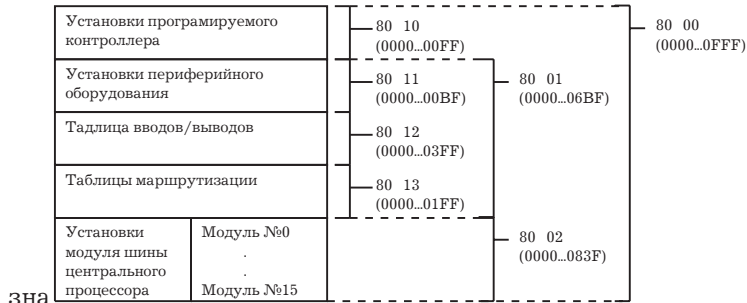 Установки програмируемого
контроллера
80 10
(0000...00FF)
80 00
(0000...0FFF)
Установки периферийного
оборудования
80 11
(0000...00BF)
80 01
(0000...06BF)
Тадлица вводов/выводов
80 12
(0000...03FF)
Таблицы маршрутизации
80 13
(0000...01FF)
Установки
модуля шины
центрального
процессора
Модуль №0
.
.
Модуль №15
80 02
(0000...083F)
зна